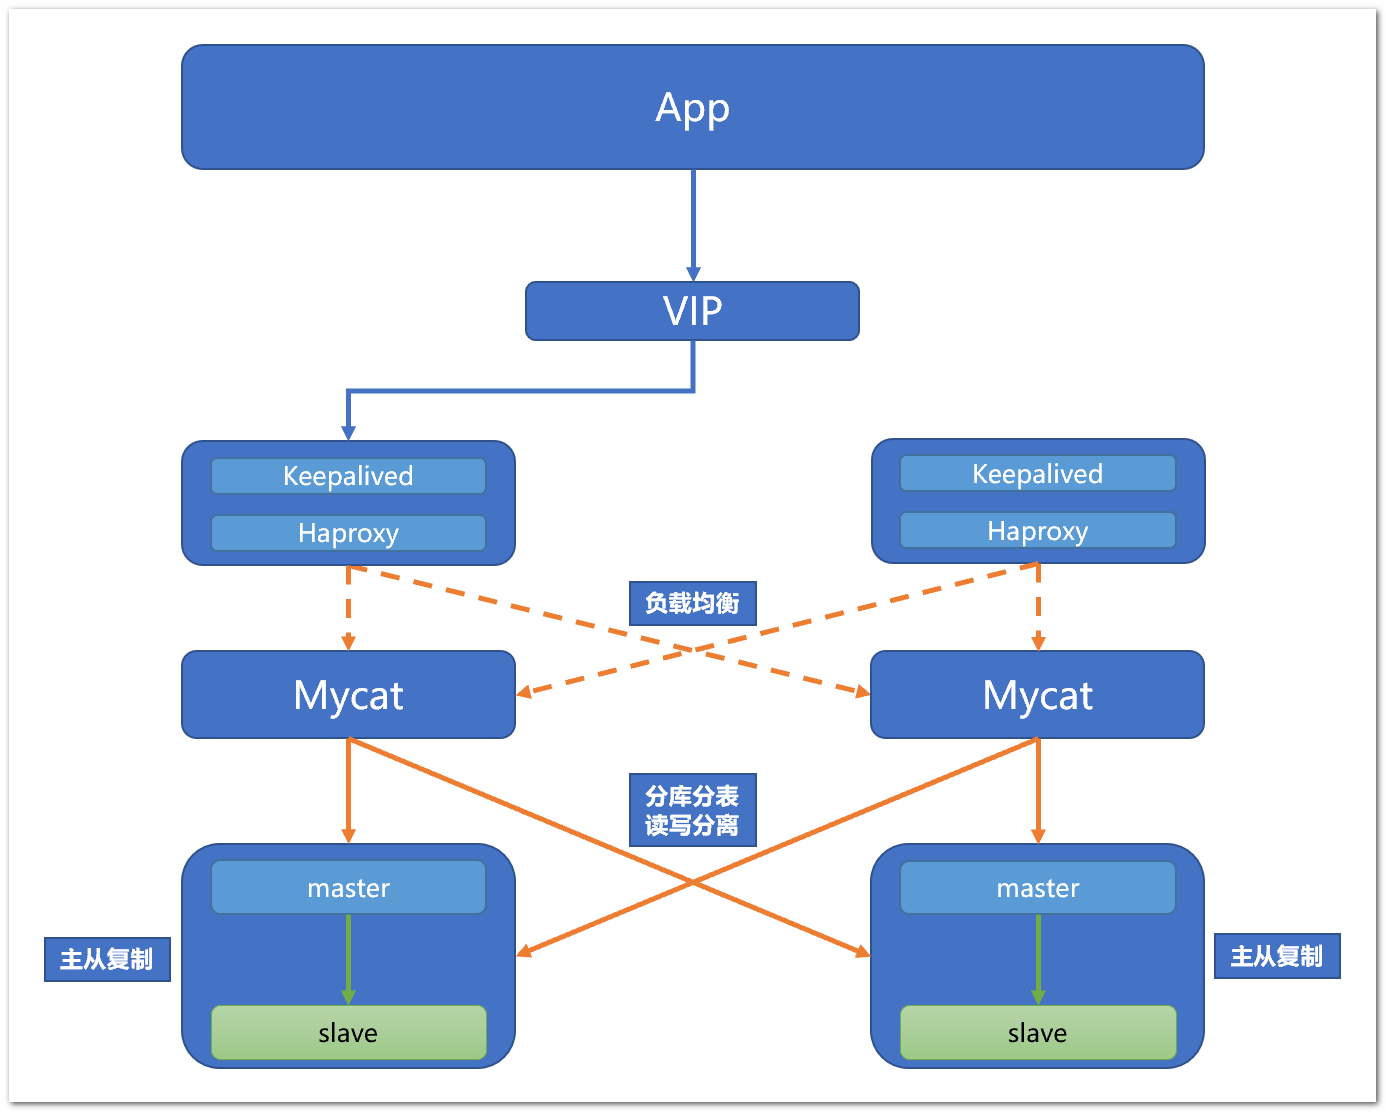 App
VIP
Keepalived
Haproxy
Keepalived
Haproxy
负载均衡
Mycat
Mycat
分库分表
读写分离
master
master
主从复制
主从复制
slave
slave